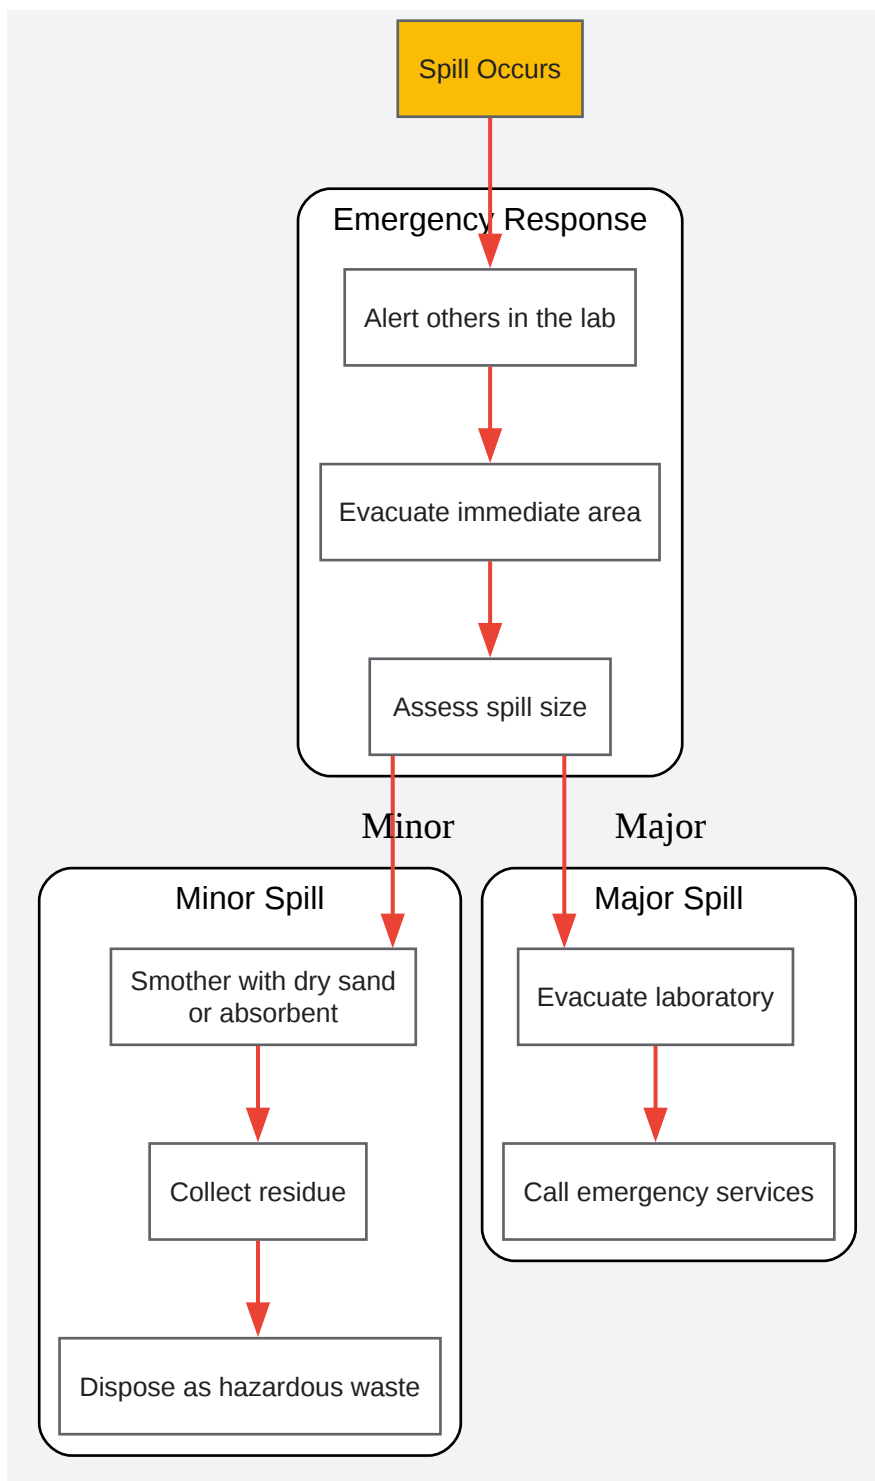 Spill Occurs
Emergency Response
Alert others in the lab
Evacuate immediate area
Assess spill size
Minor
Major
Minor Spill
Smother with dry sand
or absorbent
Collect residue
Dispose as hazardous waste
Major Spill
Evacuate laboratory
Call emergency services